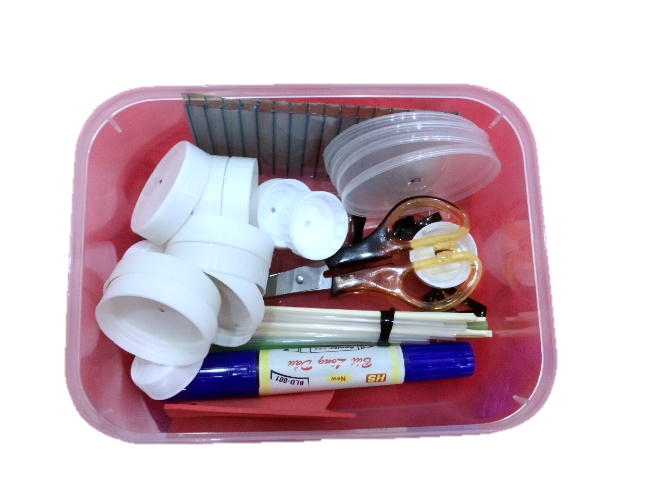 Bút Lông Dầu
HS
New
BLD-001